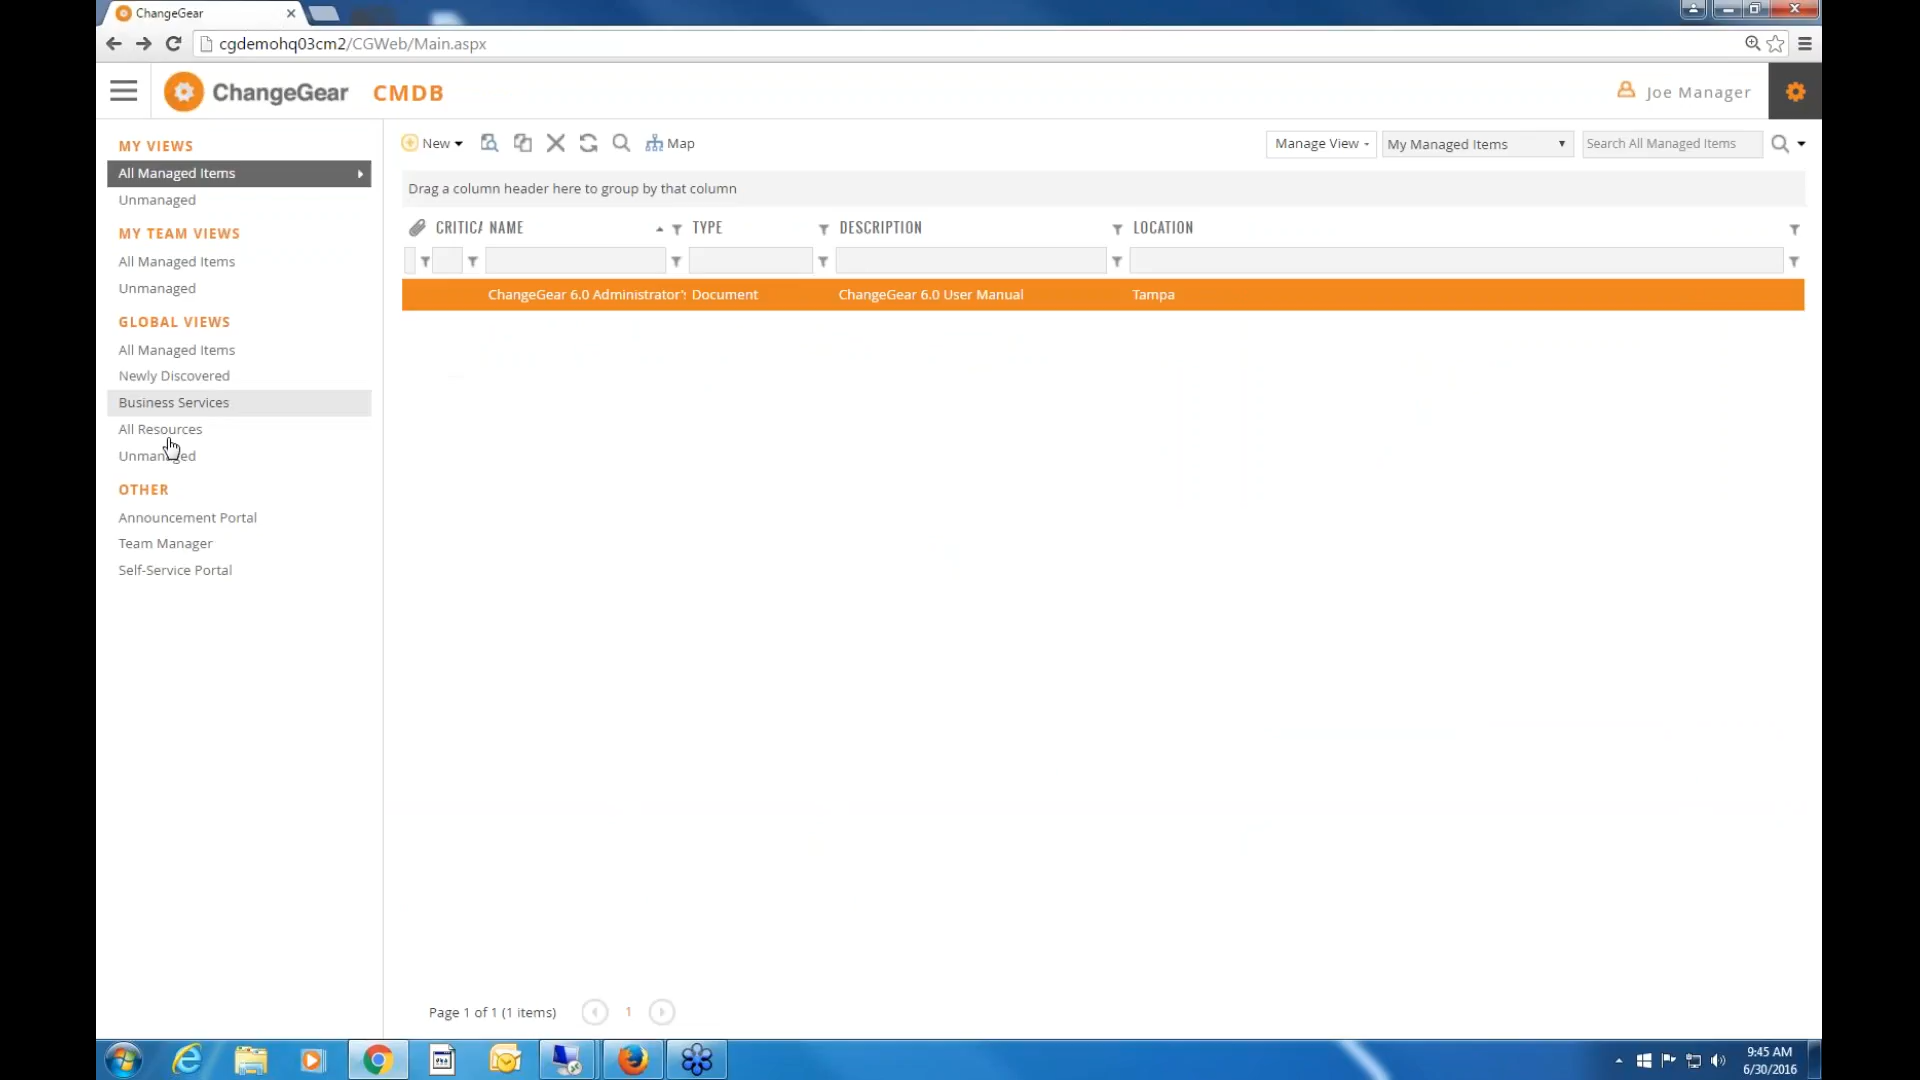 ChangeGear
cgdemohq03cm2/CGWeb/Main.aspx
ChangeGear CMDB
Joe Manager
MY VIEWS
All Managed Items
Unmanaged
MY TEAM VIEWS
All Managed Items
Unmanaged
GLOBAL VIEWS
All Managed Items
Newly Discovered
Business Services
All Resources
Unmanaged
OTHER
Announcement Portal
Team Manager
Self-Service Portal
New Map Manage View My Managed Items Search All Managed Items
Drag a column header here to group by that column
CRITICA NAME TYPE DESCRIPTION LOCATION
ChangeGear 6.0 Administrator's Document ChangeGear 6.0 User Manual Tampa
Page 1 of 1 (1 items) 1
9:45 AM
6/30/2016